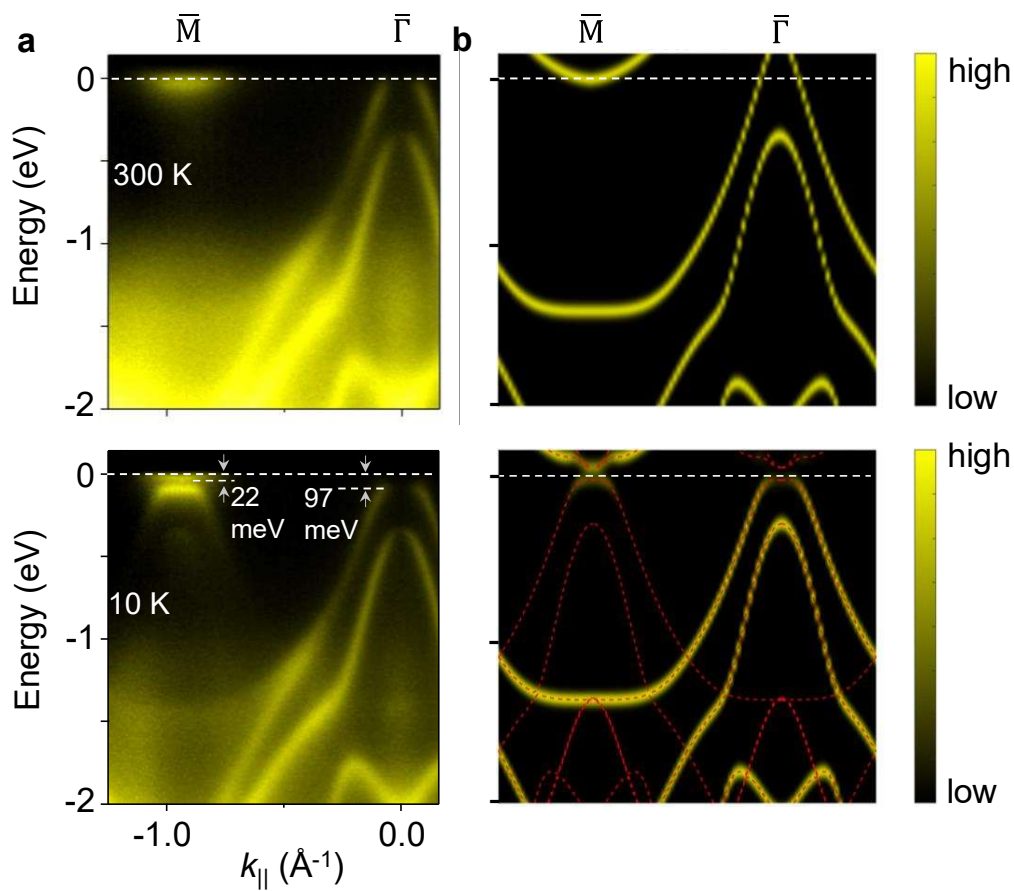 a
M̅
Γ̅
b
M̅
Γ̅
0
300 K
-1
-2
Energy (eV)
high
low
0
22
meV
97
meV
10 K
-1
-2
Energy (eV)
-1.0
0.0
k|| (Å-1)
high
low